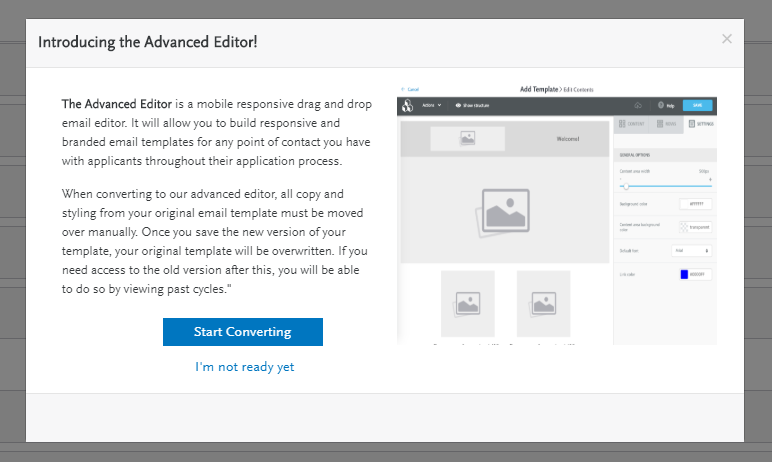 Introducing the Advanced Editor!
×
The Advanced Editor is a mobile responsive drag and drop
email editor. It will allow you to build responsive and
branded email templates for any point of contact you have
with applicants throughout their application process.
When converting to our advanced editor, all copy and
styling from your original email template must be moved
over manually. Once you save the new version of your
template, your original template will be overwritten. If you
need access to the old version after this, you will be able
to do so by viewing past cycles."
Start Converting
I'm not ready yet
Cancel
Add Template > Edit Contents
Actions
Show structure
Help
SAVE
Welcome!
CONTENT
ROWS
SETTINGS
GENERAL OPTIONS
Content area width
Background color
Content area background
color
transparent
Default font
Link color